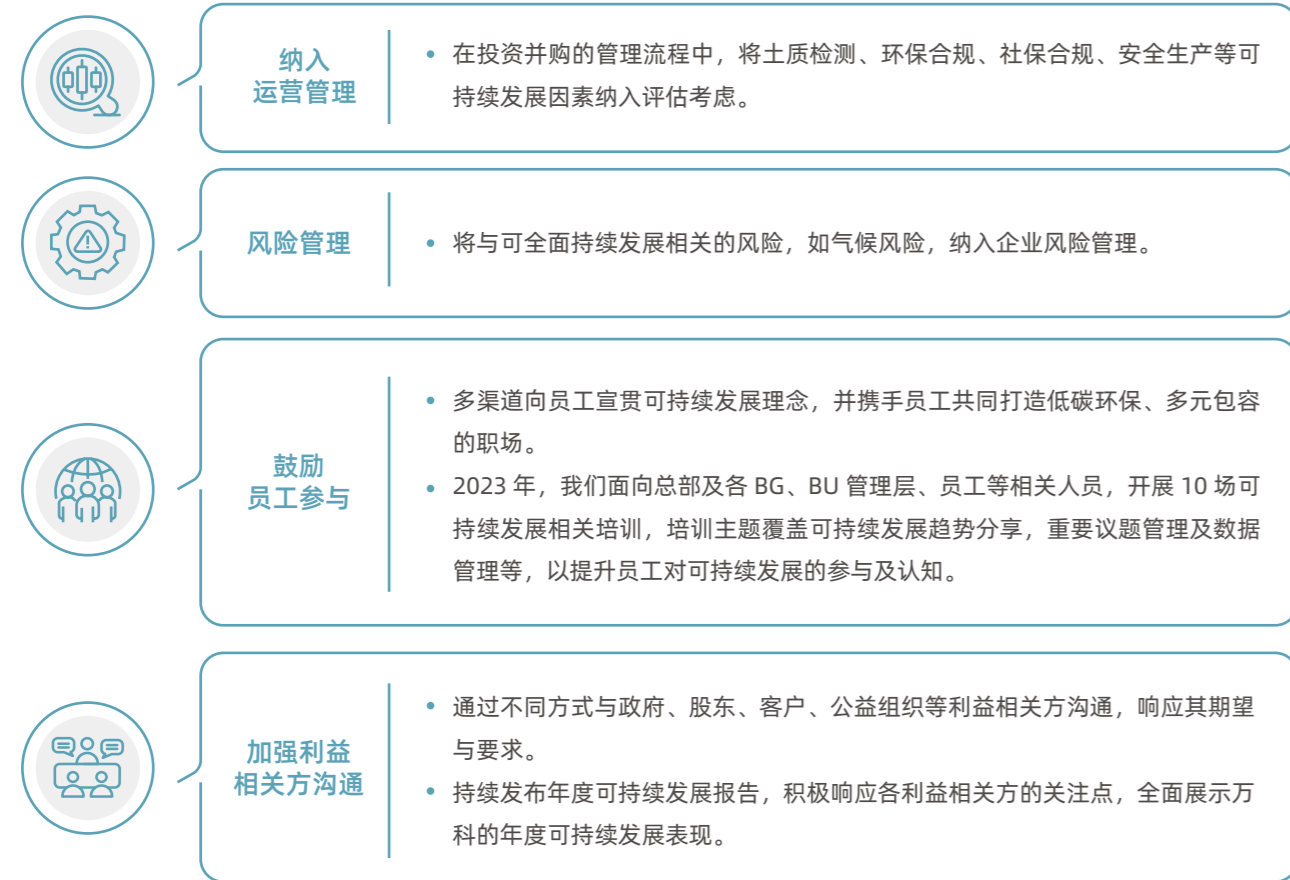 纳入
运营管理
• 在投资并购的管理流程中，将土质检测、环保合规、社保合规、安全生产等可
持续发展因素纳入评估考虑。
风险管理
• 将与可全面持续发展相关的风险，如气候风险，纳入企业风险管理。
鼓励
员工参与
• 多渠道向员工宣贯可持续发展理念，并携手员工共同打造低碳环保、多元包容
的职场。
• 2023 年，我们面向总部及各 BG、BU 管理层、员工等相关人员，开展 10 场可
持续发展相关培训，培训主题覆盖可持续发展趋势分享，重要议题管理及数据
管理等，以提升员工对可持续发展的参与及认知。
加强利益
相关方沟通
• 通过不同方式与政府、股东、客户、公益组织等利益相关方沟通，响应其期望
与要求。
• 持续发布年度可持续发展报告，积极响应各利益相关方的关注点，全面展示万
科的年度可持续发展表现。